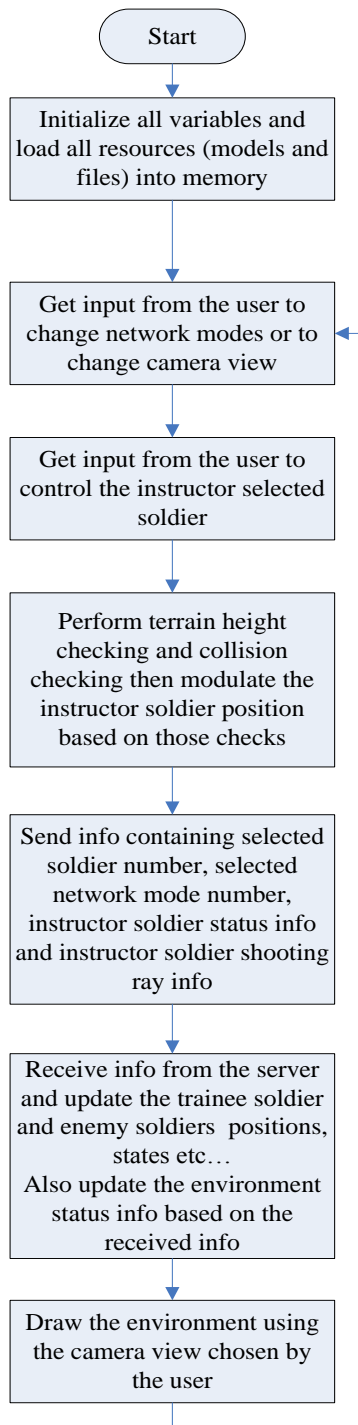 Start
Initialize all variables and
load all resources (models and
files) into memory
Get input from the user to
change network modes or to
change camera view
Get input from the user to
control the instructor selected
soldier
Perform terrain height
checking and collision
checking then modulate the
instructor soldier position
based on those checks
Send info containing selected
soldier number, selected
network mode number,
instructor soldier status info
and instructor soldier shooting
ray info
Receive info from the server
and update the trainee soldier
and enemy soldiers  positions,
states etc…
Also update the environment
status info based on the
received info
Draw the environment using
the camera view chosen by
the user